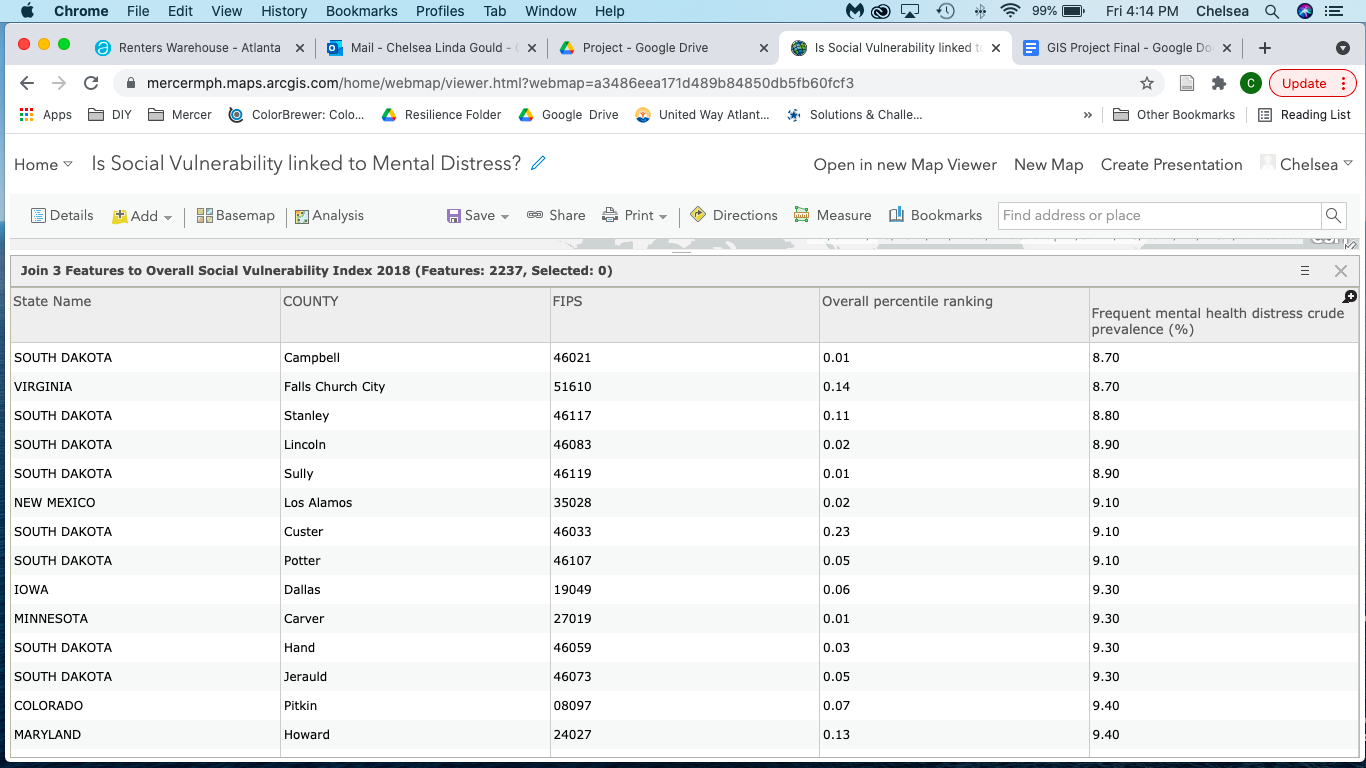 Chrome File Edit View History Bookmarks Profiles Tab Window Help 99% Fri 4:14 PM Chelsea
Renters Warehouse - Atlanta Mail - Chelsea Linda Gould - Project - Google Drive Is Social Vulnerability linked to GIS Project Final - Google Do
mercermph.maps.arcgis.com/home/webmap/viewer.html?webmap=a3486eea171d489b84850db5fb60fcf3 C Update
Apps DIY Mercer ColorBrewer: Colo... Resilience Folder Google Drive United Way Atlant... Solutions & Challe... » Other Bookmarks Reading List
Home Is Social Vulnerability linked to Mental Distress? Open in new Map Viewer New Map Create Presentation Chelsea
Details Add Basemap Analysis Save Share Print Directions Measure Bookmarks Find address or place
Join 3 Features to Overall Social Vulnerability Index 2018 (Features: 2237, Selected: 0)
State Name COUNTY FIPS Overall percentile ranking Frequent mental health distress crude
prevalence (%)
SOUTH DAKOTA Campbell 46021 0.01 8.70
VIRGINIA Falls Church City 51610 0.14 8.70
SOUTH DAKOTA Stanley 46117 0.11 8.80
SOUTH DAKOTA Lincoln 46083 0.02 8.90
SOUTH DAKOTA Sully 46119 0.01 8.90
NEW MEXICO Los Alamos 35028 0.02 9.10
SOUTH DAKOTA Custer 46033 0.23 9.10
SOUTH DAKOTA Potter 46107 0.05 9.10
IOWA Dallas 19049 0.06 9.30
MINNESOTA Carver 27019 0.01 9.30
SOUTH DAKOTA Hand 46059 0.03 9.30
SOUTH DAKOTA Jerauld 46073 0.05 9.30
COLORADO Pitkin 08097 0.07 9.40
MARYLAND Howard 24027 0.13 9.40